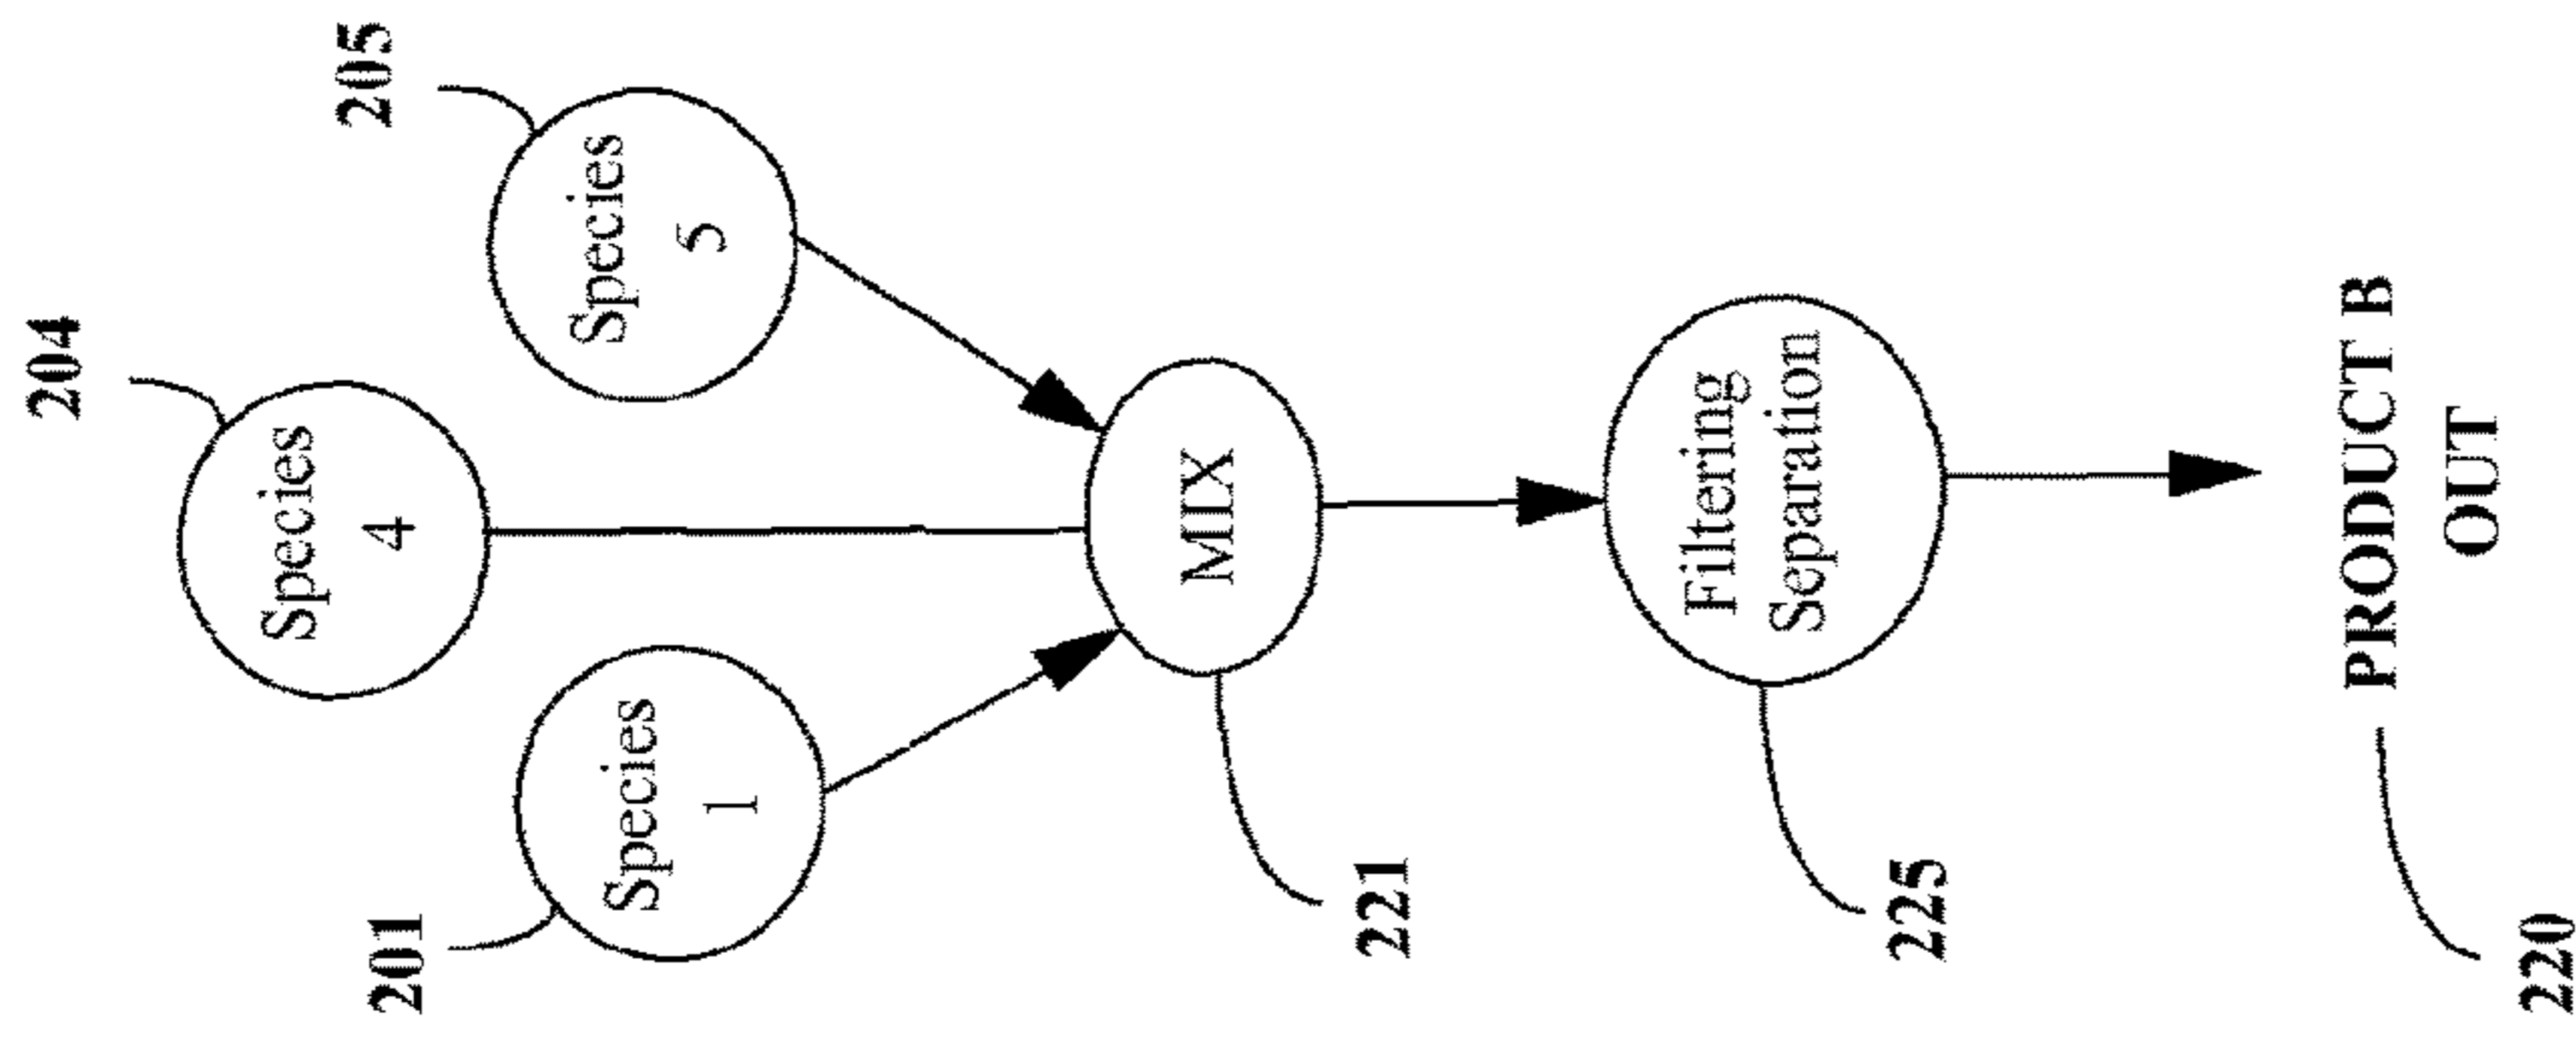 204
Species
4
201
205
Species
1
Species
5
MIX
221
Filtering
Separation
225
PRODUCT B
OUT
220